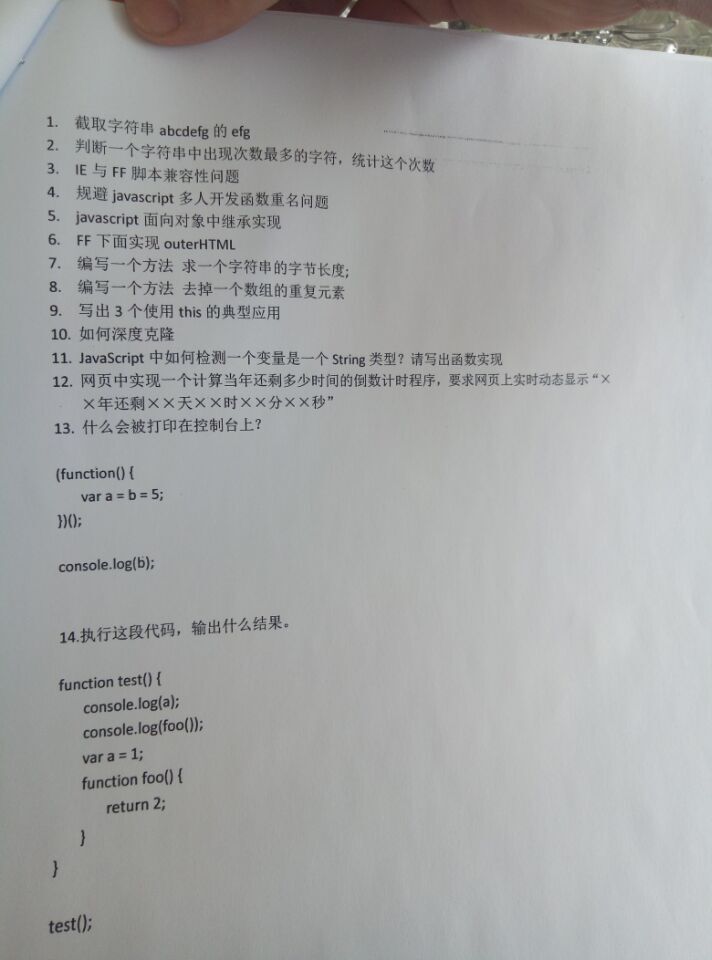 1. 截取字符串 abcdefg 的 efg
2. 判断一个字符串中出现次数最多的字符，统计这个次数
3. IE 与 FF 脚本兼容性问题
4. 规避 javascript 多人开发函数重名问题
5. javascript 面向对象中继承实现
6. FF 下面实现 outerHTML
7. 编写一个方法 求一个字符串的字节长度;
8. 编写一个方法 去掉一个数组的重复元素
9. 写出 3 个使用 this 的典型应用
10. 如何深度克隆
11. JavaScript 中如何检测一个变量是一个 String 类型？请写出函数实现
12. 网页中实现一个计算当年还剩多少时间的倒数计时程序，要求网页上实时动态显示“×
×年还剩××天××时××分××秒”
13. 什么会被打印在控制台上？
(function() {
var a = b = 5;
})();
console.log(b);
14.执行这段代码，输出什么结果。
function test() {
console.log(a);
console.log(foo());
var a = 1;
function foo() {
return 2;
}
}
test();